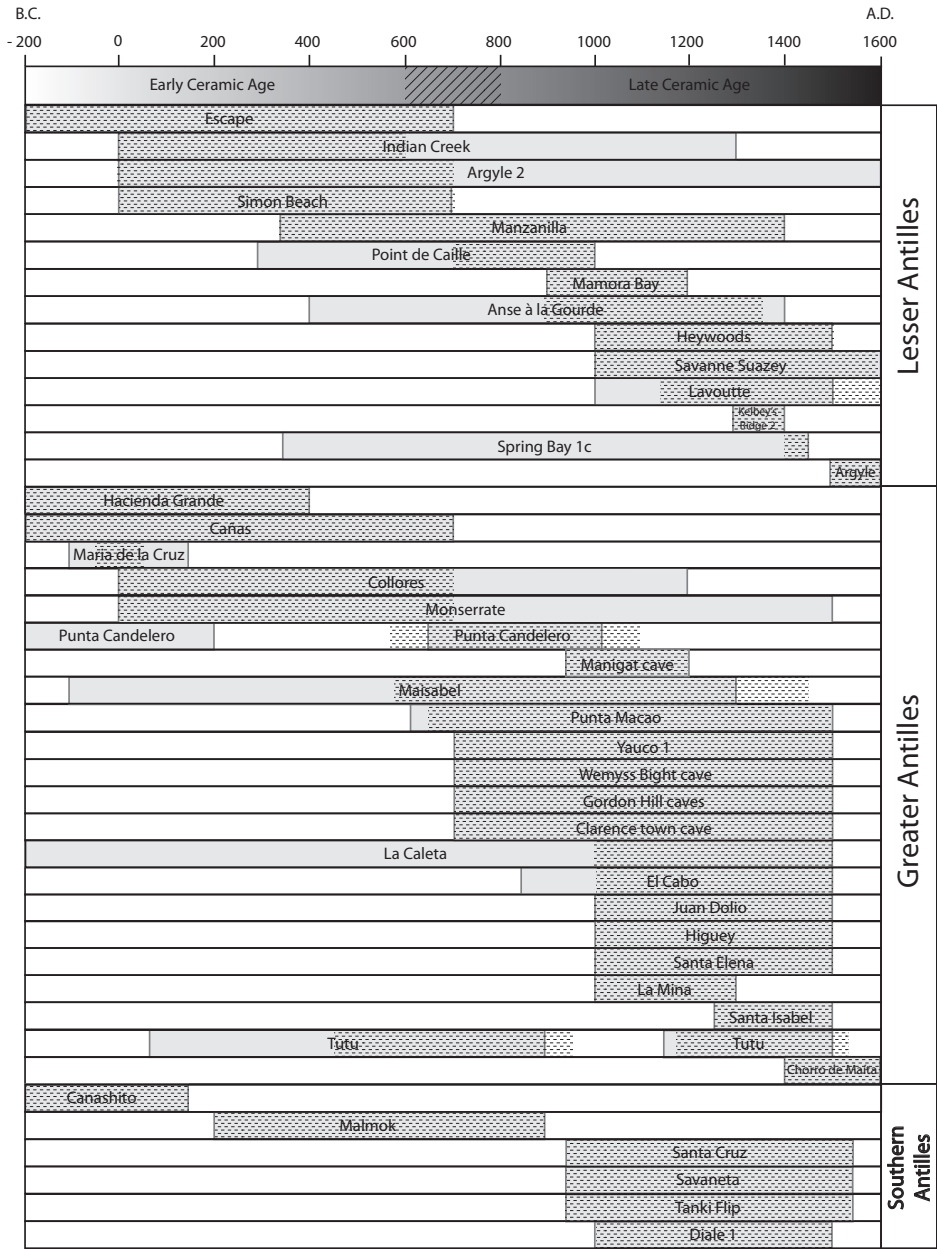 B.C.
A.D.
- 200 0 200 400 600 800 1000 1200 1400 1600
Early Ceramic Age Late Ceramic Age
Escape
Indian Creek
Argyle 2
Simon Beach
Manzanilla
Point de Caille
Mamora Bay
Anse à la Gourde
Heywoods
Savanne Suazey
Lavoutte
Kelbey's
Ridge 2
Spring Bay 1c
Argyle
Lesser Antilles
Hacienda Grande
Cañas
Maria de la Cruz
Collores
Monserrate
Punta Candelero Punta Candelero
Manigat cave
Maisabel
Punta Macao
Yauco 1
Wemyss Bight cave
Gordon Hill caves
Clarence town cave
La Caleta
El Cabo
Juan Dolio
Higuey
Santa Elena
La Mina
Santa Isabel
Tutu Tutu
Chorro de Maíta
Greater Antilles
Canashito
Malmok
Santa Cruz
Savaneta
Tanki Flip
Diale 1
Southern
Antilles